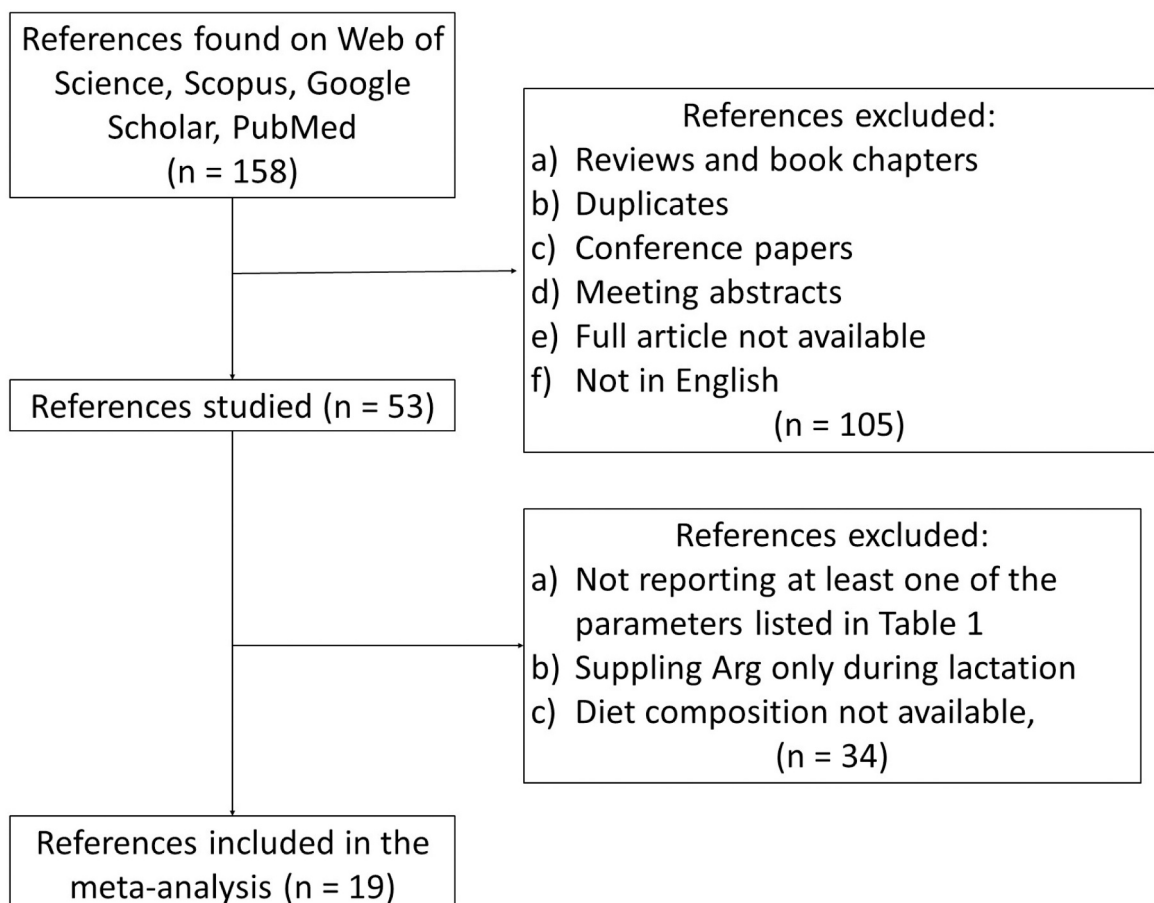 References found on Web of
Science, Scopus, Google
Scholar, PubMed
(n = 158)
References excluded:
a) Reviews and book chapters
b) Duplicates
c) Conference papers
d) Meeting abstracts
e) Full article not available
f) Not in English
(n = 105)
References studied (n = 53)
References excluded:
a) Not reporting at least one of the
parameters listed in Table 1
b) Suppling Arg only during lactation
c) Diet composition not available,
(n = 34)
References included in the
meta-analysis (n = 19)